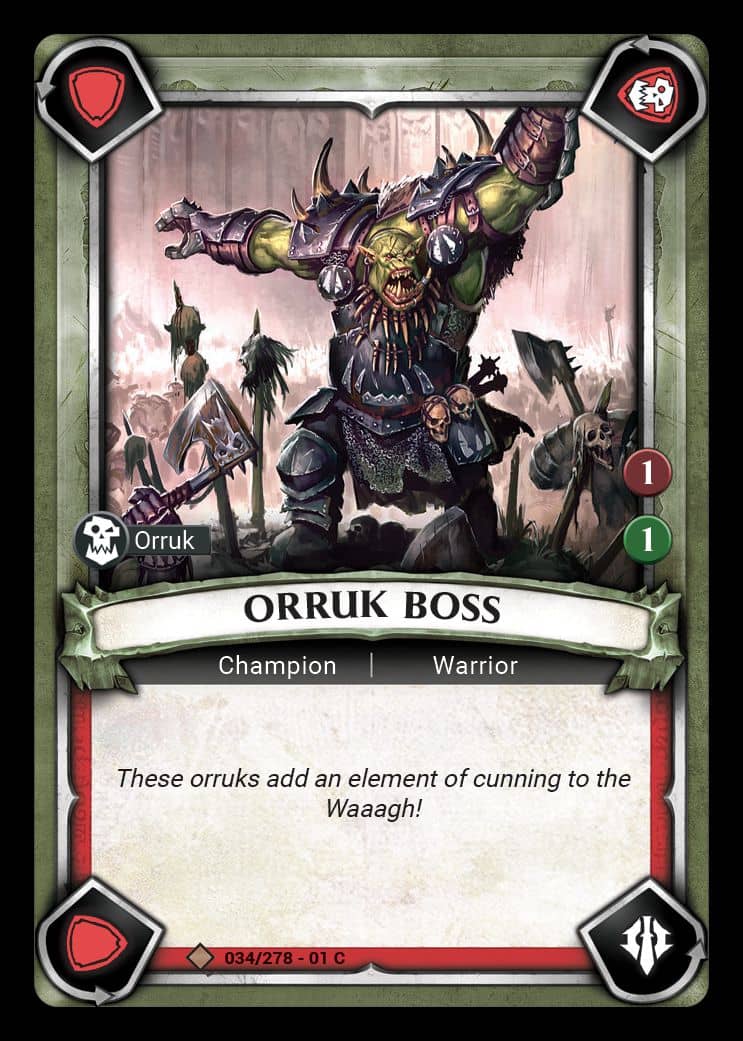 1
Orruk
1
ORRUK BOSS
Champion | Warrior
These orruks add an element of cunning to the
Waaagh!
034/278 - 01 C